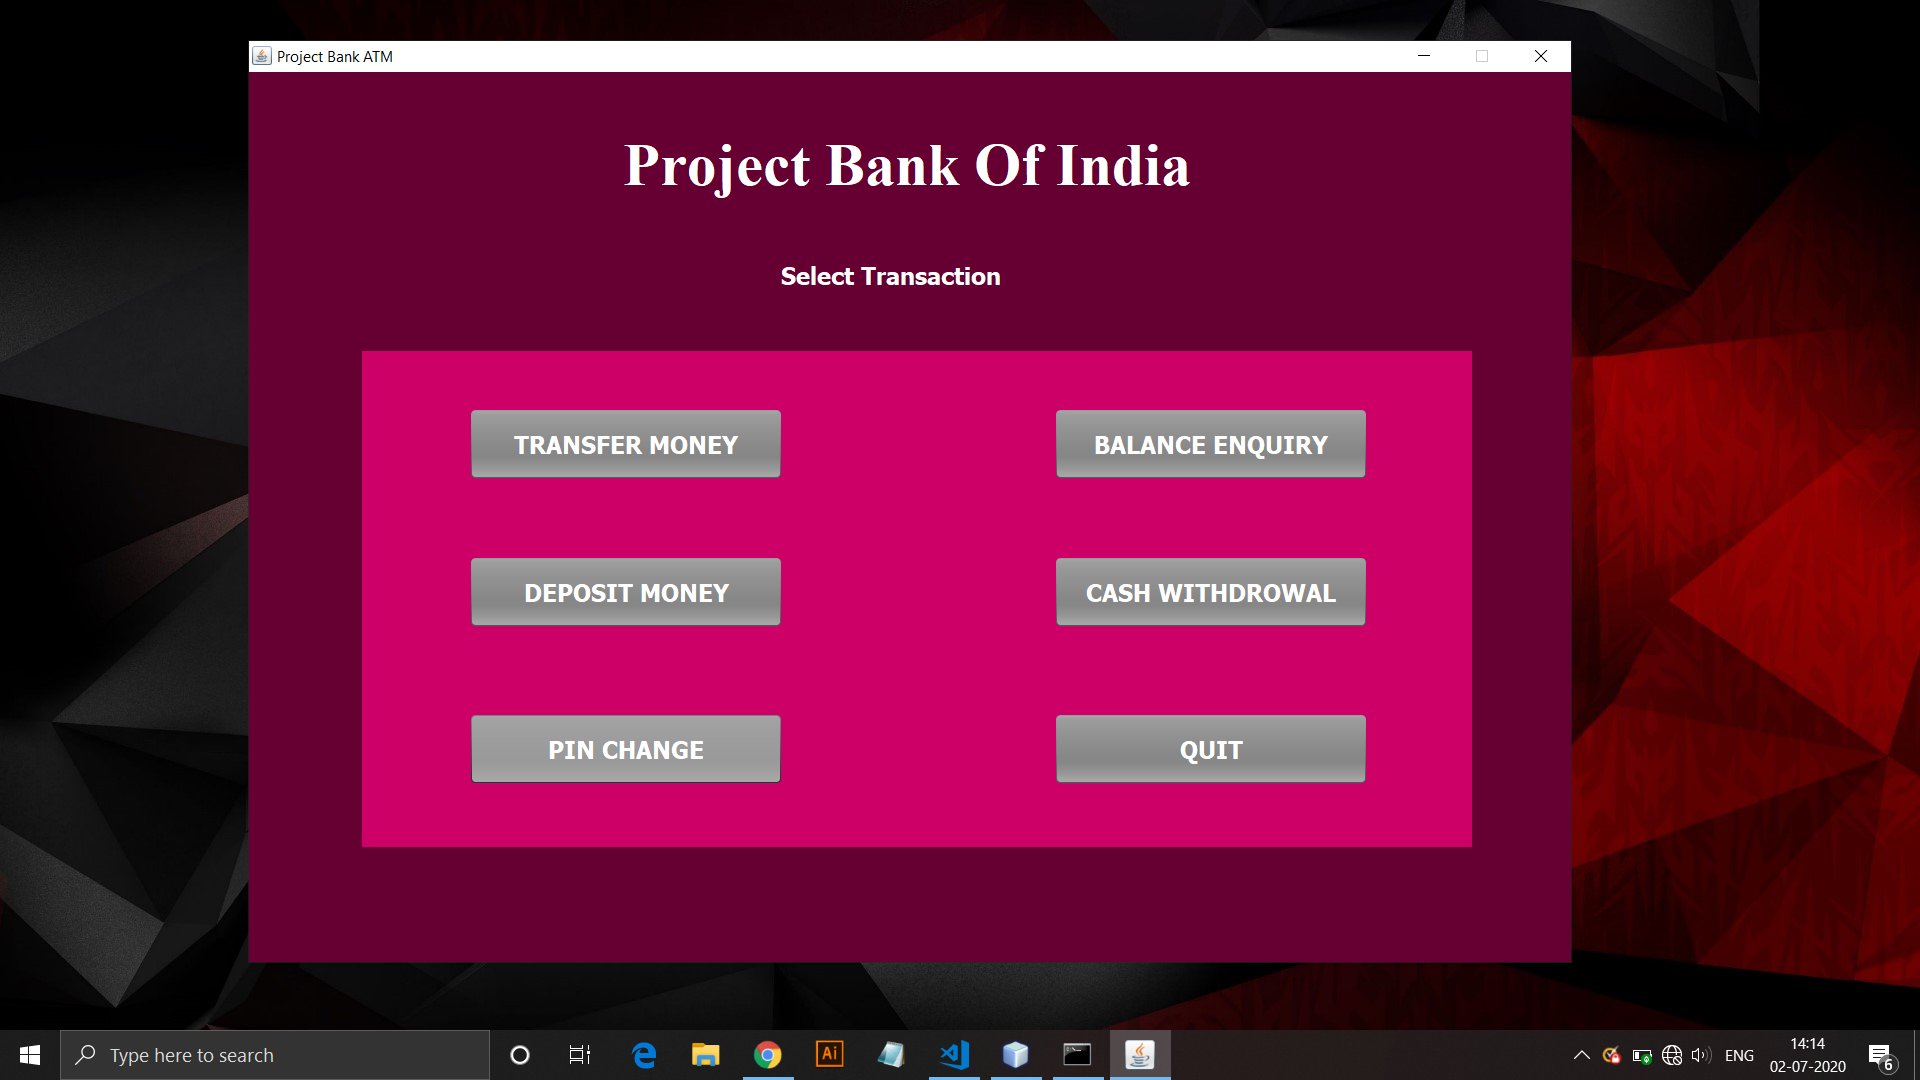 Project Bank ATM
Project Bank Of India
Select Transaction
TRANSFER MONEY
BALANCE ENQUIRY
DEPOSIT MONEY
CASH WITHDROWAL
PIN CHANGE
QUIT
Type here to search
Ai
ENG
14:14
02-07-2020
6